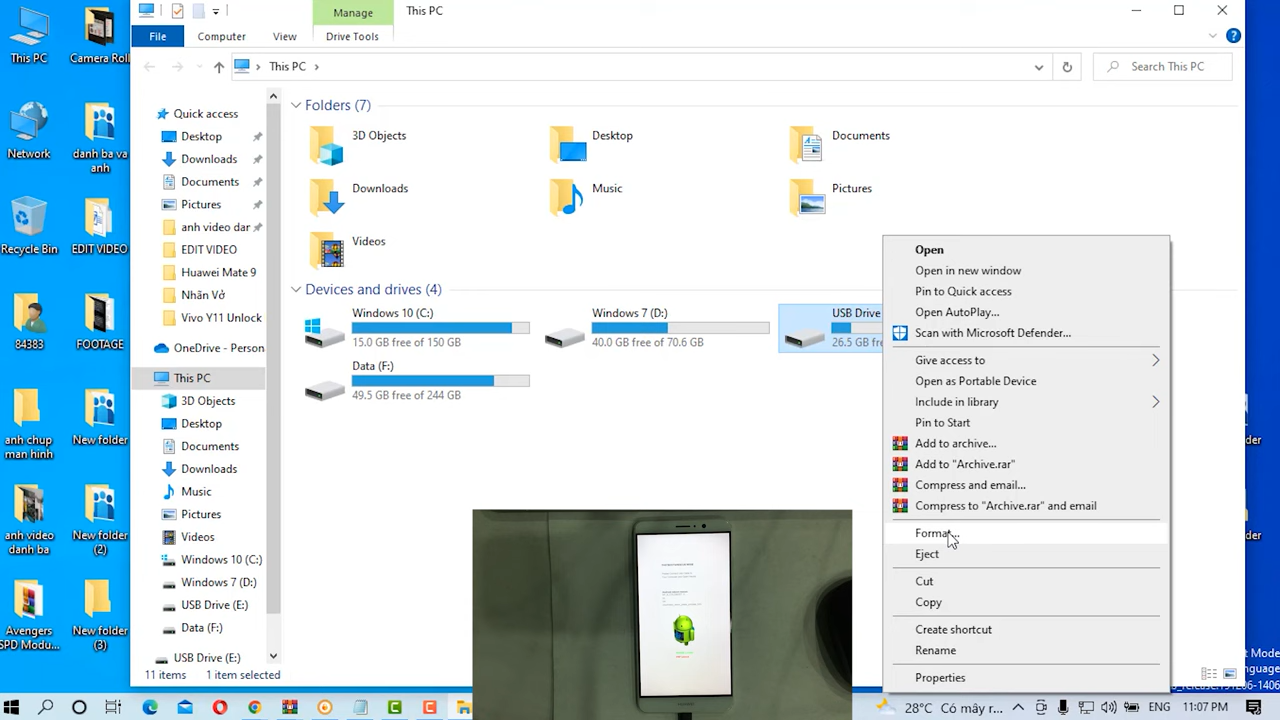 Manage
This PC
File
Computer
View
Drive Tools
This PC
Search This PC
This PC
Camera Roll
Network
danh ba va
anh
Recycle Bin
EDIT VIDEO
84383
FOOTAGE
anh chup
man hinh
New folder
anh video
danh ba
New folder
(2)
Avengers
SPD Modu...
New folder
(3)
Quick access
Desktop
Downloads
Documents
Pictures
anh video dar
EDIT VIDEO
Huawei Mate 9
Nhãn Vở
Vivo Y11 Unlock
OneDrive - Person
This PC
3D Objects
Desktop
Documents
Downloads
Music
Pictures
Videos
Windows 10 (C:)
Windows 7 (D:)
USB Drive (E:)
Data (F:)
USB Drive (E:)
Folders (7)
3D Objects
Desktop
Documents
Downloads
Music
Pictures
Videos
Devices and drives (4)
Windows 10 (C:)
15.0 GB free of 150 GB
Windows 7 (D:)
40.0 GB free of 70.6 GB
USB Drive
26.5 GB fre
Data (F:)
49.5 GB free of 244 GB
Open
Open in new window
Pin to Quick access
Open AutoPlay...
Scan with Microsoft Defender...
Give access to
Open as Portable Device
Include in library
Pin to Start
Add to archive...
Add to "Archive.rar"
Compress and email...
Compress to "Archive.rar" and email
Format...
Eject
Cut
Copy
Create shortcut
Rename
Properties
11 items
1 item selected
28°C Có mây r...
11:07 PM